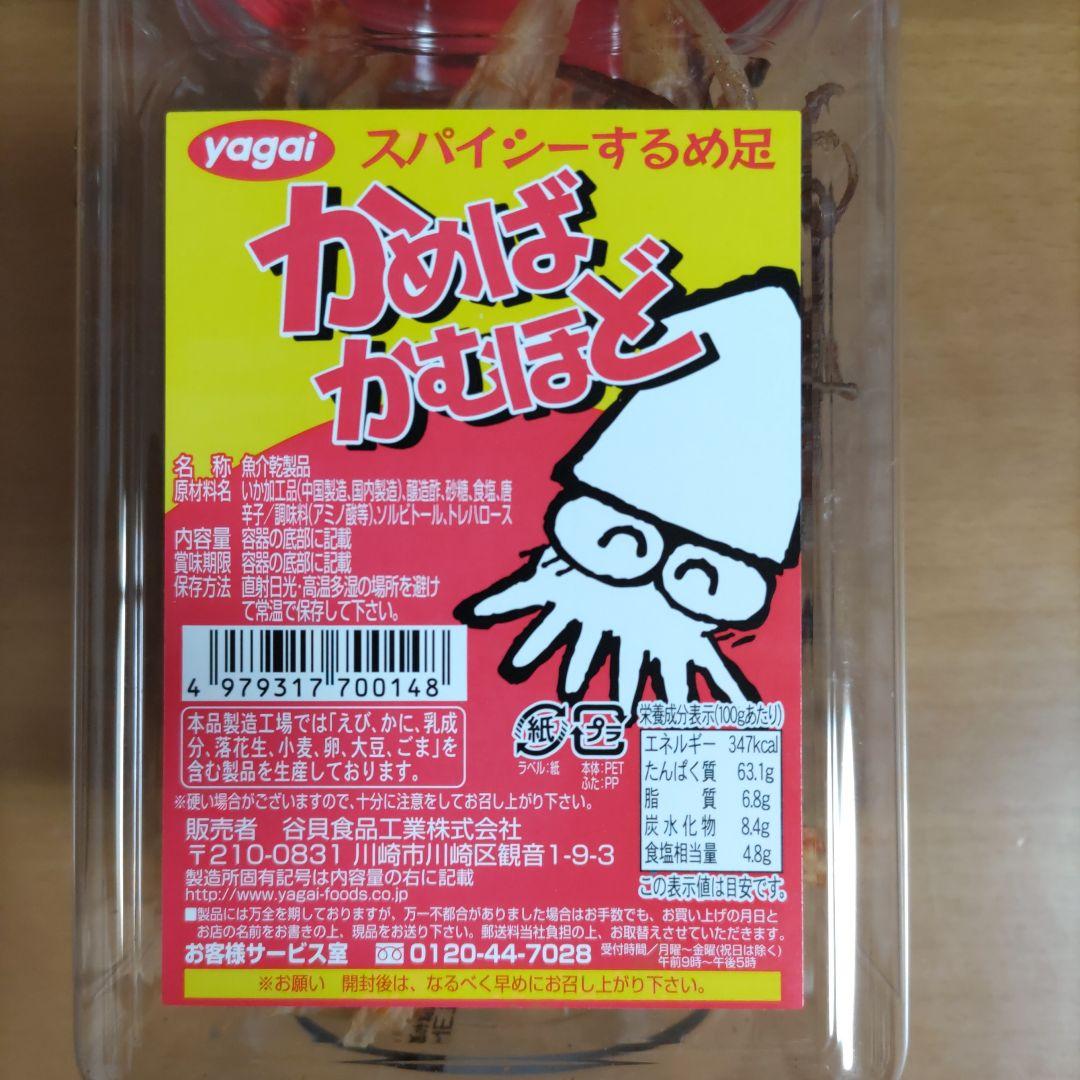 yagai スパイシーするめ足
かめば
かむほど
名称 魚介乾製品
原材料名 いか加工品(中国製造、国内製造)、醸造酢、砂糖、食塩、唐
辛子/調味料(アミノ酸等)、ソルビトール、トレハロース
内容量 容器の底部に記載
賞味期限 容器の底部に記載
保存方法 直射日光・高温多湿の場所を避け
て常温で保存して下さい。
4 979317 700148
本品製造工場では「えび、かに、乳成
分、落花生、小麦、卵、大豆、ごま」を
含む製品を生産しております。
紙 プラ
ラベル:紙 本体:PET
ふた:PP
栄養成分表示(100gあたり)
エネルギー 347kcal
たんぱく質 63.1g
脂質 6.8g
炭水化物 8.4g
食塩相当量 4.8g
この表示値は目安です。
※硬い場合がございますので、十分に注意をしてお召し上がり下さい。
販売者 谷貝食品工業株式会社
〒210-0831 川崎市川崎区観音1-9-3
製造所固有記号は内容量の右に記載
http://www.yagai-foods.co.jp
■製品には万全を期しておりますが、万一不都合がありました場合はお手数でも、お買い上げの月日と
お店の名前をお書きの上、現品をお送り下さい。郵送料当社負担の上、お取替えさせていただきます。
お客様サービス室 0120-44-7028 受付時間/月曜~金曜(祝日は除く)
午前9時~午後5時
※お願い 開封後は、なるべく早めにお召し上がり下さい。